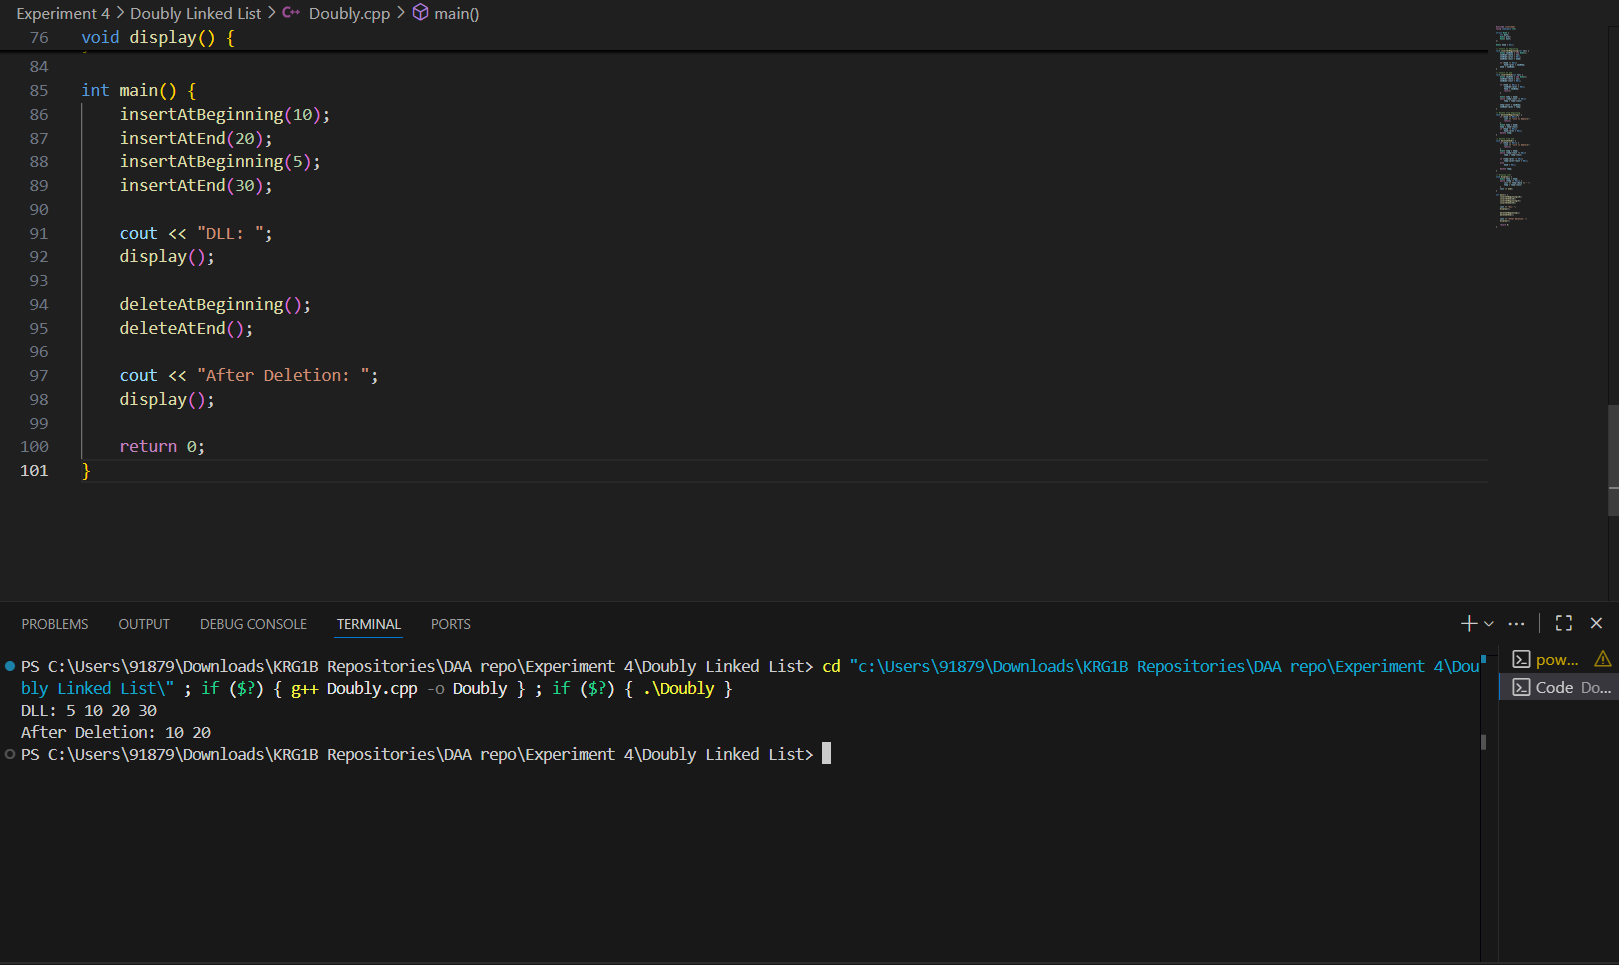 Experiment 4 > Doubly Linked List > C++ Doubly.cpp > main()
76 void display() {
84
85 int main() {
86 insertAtBeginning(10);
87 insertAtEnd(20);
88 insertAtBeginning(5);
89 insertAtEnd(30);
90
91 cout << "DLL: ";
92 display();
93
94 deleteAtBeginning();
95 deleteAtEnd();
96
97 cout << "After Deletion: ";
98 display();
99
100 return 0;
101 }
PROBLEMS OUTPUT DEBUG CONSOLE TERMINAL PORTS
PS C:\Users\91879\Downloads\KRG1B Repositories\DAA repo\Experiment 4\Doubly Linked List> cd "c:\Users\91879\Downloads\KRG1B Repositories\DAA repo\Experiment 4\Dou
bly Linked List\" ; if ($?) { g++ Doubly.cpp -o Doubly } ; if ($?) { .\Doubly }
DLL: 5 10 20 30
After Deletion: 10 20
PS C:\Users\91879\Downloads\KRG1B Repositories\DAA repo\Experiment 4\Doubly Linked List>
pow...
Code Do...